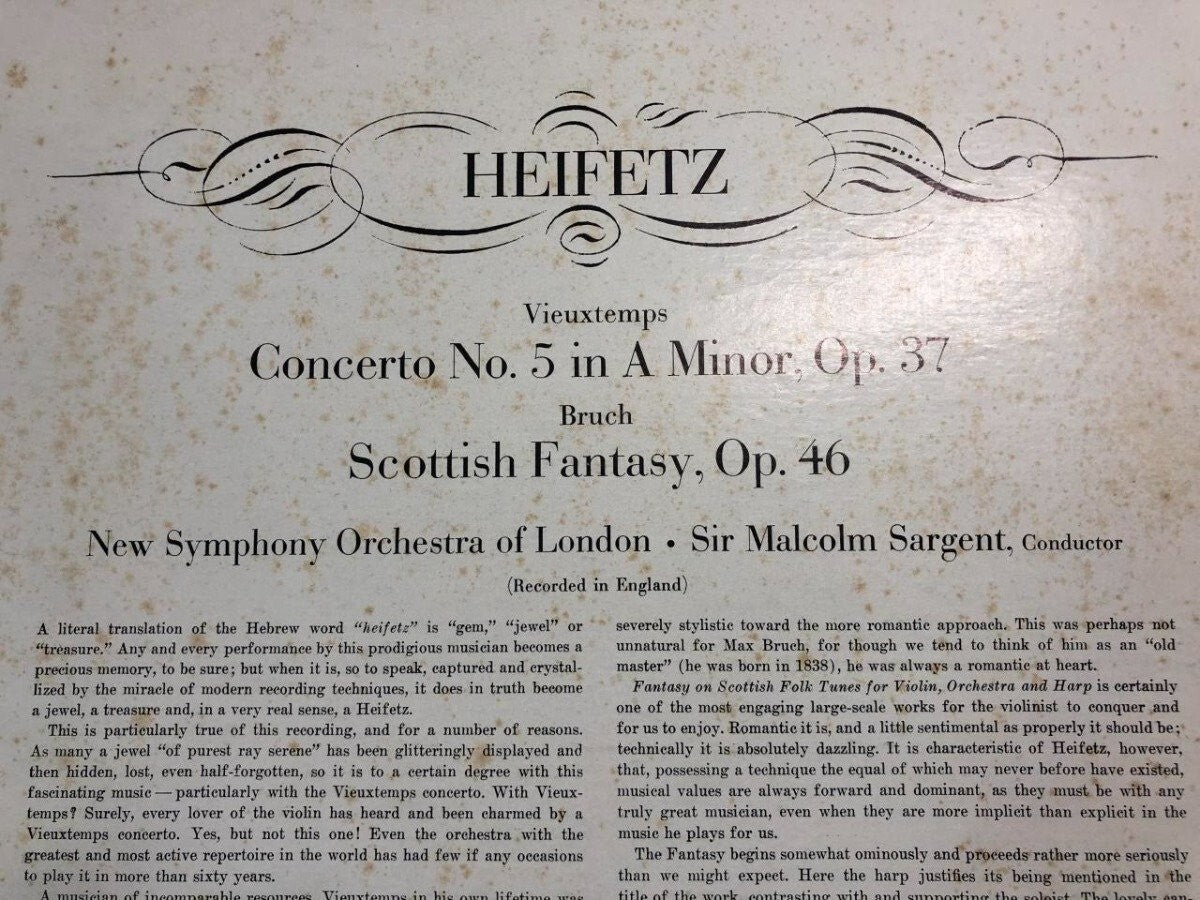 HEIFETZ
Vieuxtemps
Concerto No. 5 in A Minor, Op. 37
Bruch
Scottish Fantasy, Op. 46
New Symphony Orchestra of London • Sir Malcolm Sargent, Conductor
(Recorded in England)
A literal translation of the Hebrew word “heifetz” is “gem,” “jewel” or
“treasure.” Any and every performance by this prodigious musician becomes a
precious memory, to be sure; but when it is, so to speak, captured and crystal-
lized by the miracle of modern recording techniques, it does in truth become
a jewel, a treasure and, in a very real sense, a Heifetz.
This is particularly true of this recording, and for a number of reasons.
As many a jewel “of purest ray serene” has been glitteringly displayed and
then hidden, lost, even half-forgotten, so it is to a certain degree with this
fascinating music — particularly with the Vieuxtemps concerto. With Vieux-
temps? Surely, every lover of the violin has heard and been charmed by a
Vieuxtemps concerto. Yes, but not this one! Even the orchestra with the
greatest and most active repertoire in the world has had few if any occasions
to play it in more than sixty years.
A musician of incomparable resources, Vieuxtemps in his own lifetime was
severely stylistic toward the more romantic approach. This was perhaps not
unnatural for Max Bruch, for though we tend to think of him as an “old
master” (he was born in 1838), he was always a romantic at heart.
Fantasy on Scottish Folk Tunes for Violin, Orchestra and Harp is certainly
one of the most engaging large-scale works for the violinist to conquer and
for us to enjoy. Romantic it is, and a little sentimental as properly it should be;
technically it is absolutely dazzling. It is characteristic of Heifetz, however,
that, possessing a technique the equal of which may never before have existed,
musical values are always forward and dominant, as they must be with any
truly great musician, even when they are more implicit than explicit in the
music he plays for us.
The Fantasy begins somewhat ominously and proceeds rather more seriously
than we might expect. Here the harp justifies its being mentioned in the
title of the work, contrasting with and supporting the soloist. The lovely can-